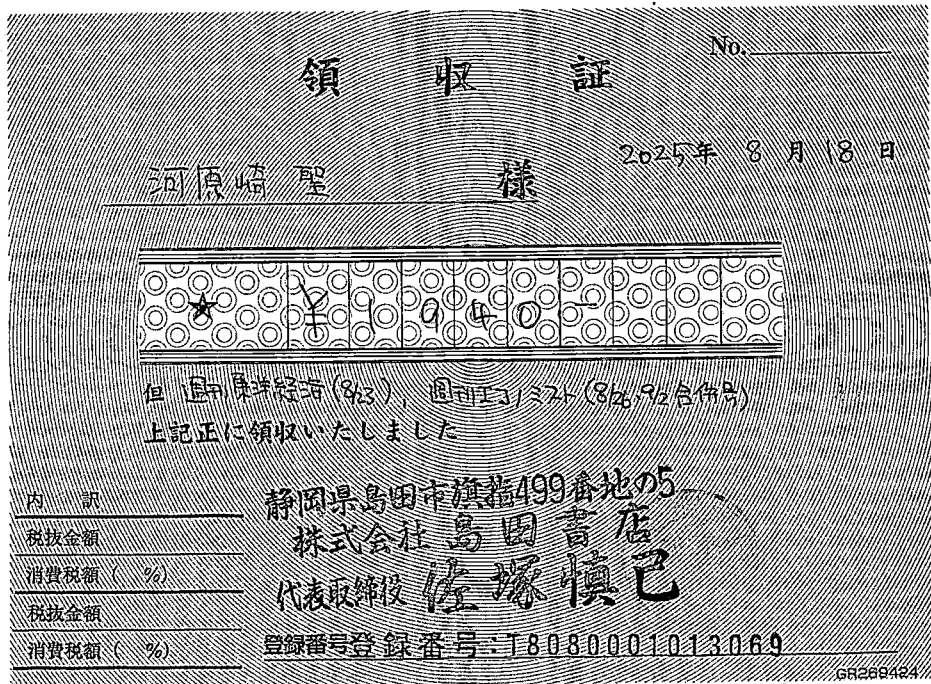 No.
領収証
2025年 8月 18日
河原崎 聖 様
★ ¥1940-
但 週刊東洋経済(8/23), 週刊エコノミスト(8/26,9/2合併号)
上記正に領収いたしました
内訳
税抜金額
消費税額( %)
税抜金額
消費税額( %)
静岡県島田市旗指499番地の5
株式会社 島田書店
代表取締役 佐塚慎己
登録番号登録番号:T8080001013069
GR269424